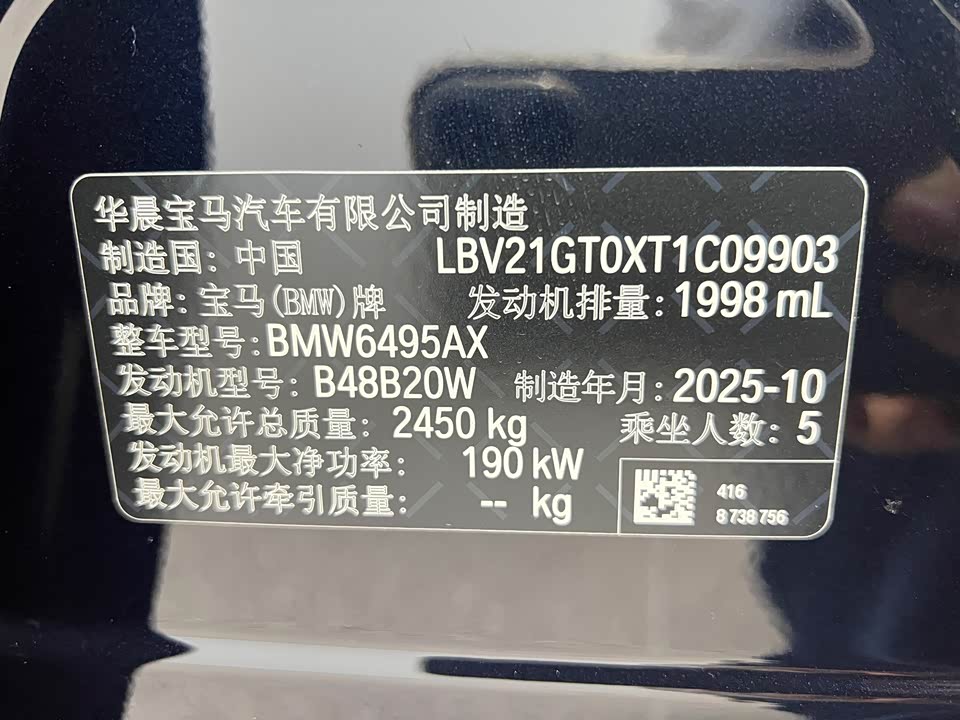 华晨宝马汽车有限公司制造
制造国: 中国 LBV21GT0XT1C09903
品牌: 宝马(BMW)牌 发动机排量: 1998 mL
整车型号: BMW6495AX
发动机型号: B48B20W 制造年月: 2025-10
最大允许总质量: 2450 kg 乘坐人数: 5
发动机最大净功率: 190 kW
最大允许牵引质量: -- kg
416
8 738 756